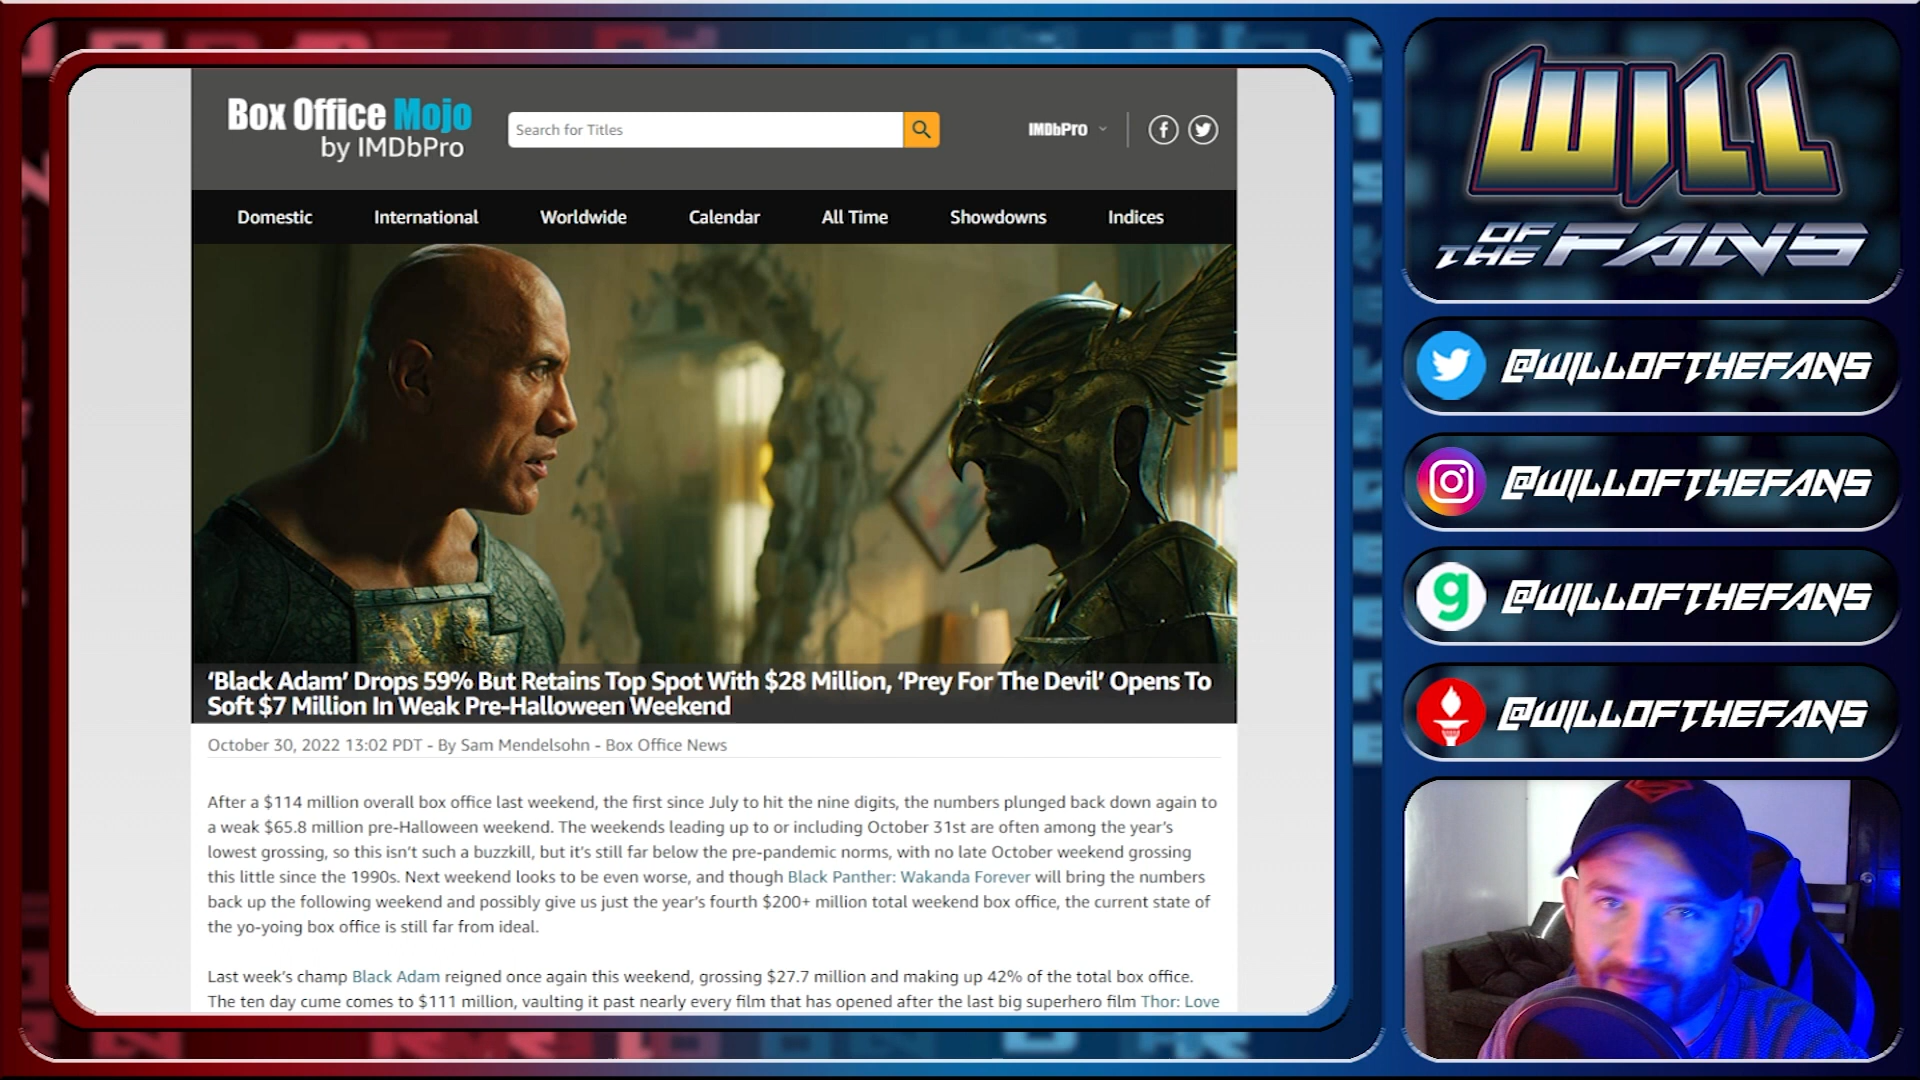 Box Office Mojo
by IMDbPro
Search for Titles
IMDbPro
Domestic International Worldwide Calendar All Time Showdowns Indices
‘Black Adam’ Drops 59% But Retains Top Spot With $28 Million, ‘Prey For The Devil’ Opens To
Soft $7 Million In Weak Pre-Halloween Weekend
October 30, 2022 13:02 PDT - By Sam Mendelsohn - Box Office News
After a $114 million overall box office last weekend, the first since July to hit the nine digits, the numbers plunged back down again to
a weak $65.8 million pre-Halloween weekend. The weekends leading up to or including October 31st are often among the year’s
lowest grossing, so this isn’t such a buzzkill, but it’s still far below the pre-pandemic norms, with no late October weekend grossing
this little since the 1990s. Next weekend looks to be even worse, and though Black Panther: Wakanda Forever will bring the numbers
back up the following weekend and possibly give us just the year’s fourth $200+ million total weekend box office, the current state of
the yo-yoing box office is still far from ideal.
Last week’s champ Black Adam reigned once again this weekend, grossing $27.7 million and making up 42% of the total box office.
The ten day cume comes to $111 million, vaulting it past nearly every film that has opened after the last big superhero film Thor: Love
WILL
OF THE FANS
@WILLOFTHEFANS
@WILLOFTHEFANS
@WILLOFTHEFANS
@WILLOFTHEFANS